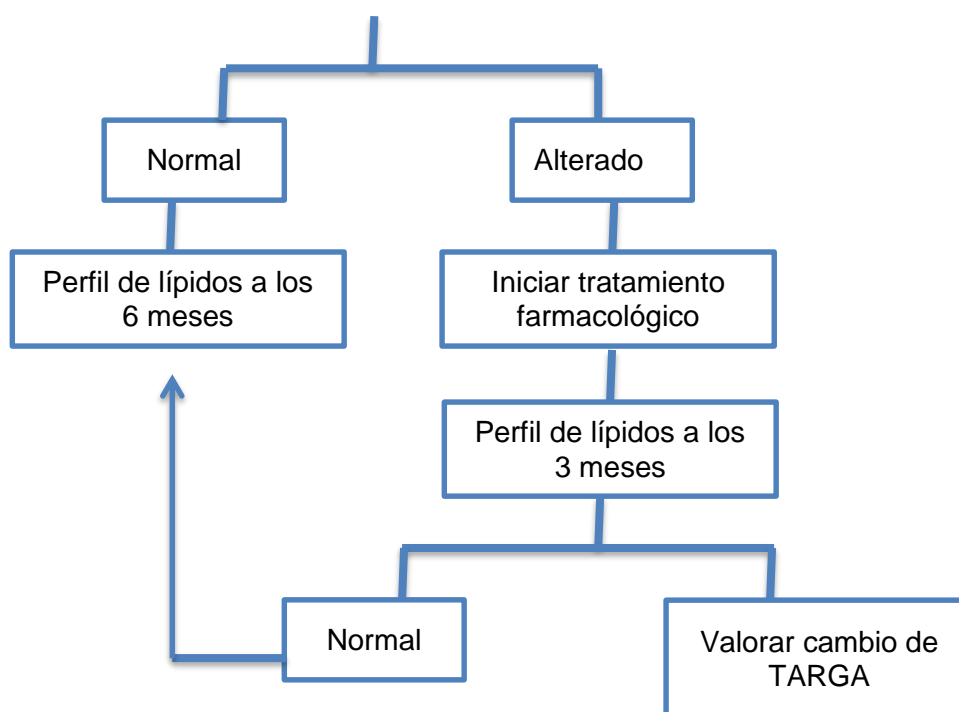 Normal
Alterado
Perfil de lípidos a los
6 meses
Iniciar tratamiento
farmacológico
Perfil de lípidos a los
3 meses
Normal
Valorar cambio de
TARGA